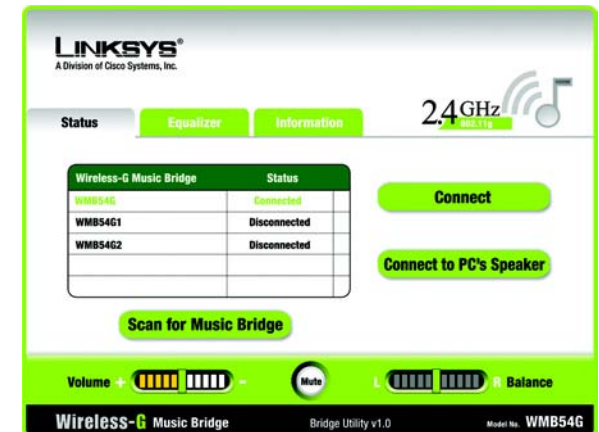 LINKSYS®
A Division of Cisco Systems, Inc.
2.4 GHz
802.11g
Status Equalizer Information
Wireless-G Music Bridge Status
WMB54G Connected
WMB54G1 Disconnected
WMB54G2 Disconnected
Connect
Connect to PC's Speaker
Scan for Music Bridge
Volume + - Mute L R Balance
Wireless-G Music Bridge Bridge Utility v1.0 Model No. WMB54G